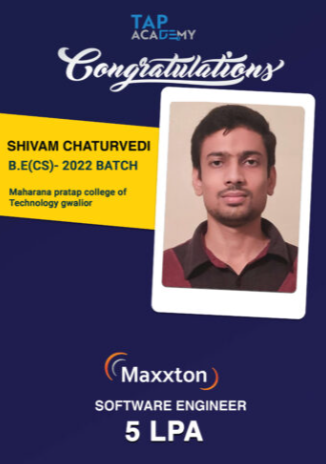 TAP
ACADEMY
Congratulations
SHIVAM CHATURVEDI
B.E(CS)- 2022 BATCH
Maharana pratap college of
Technology gwalior
Maxxton
SOFTWARE ENGINEER
5 LPA